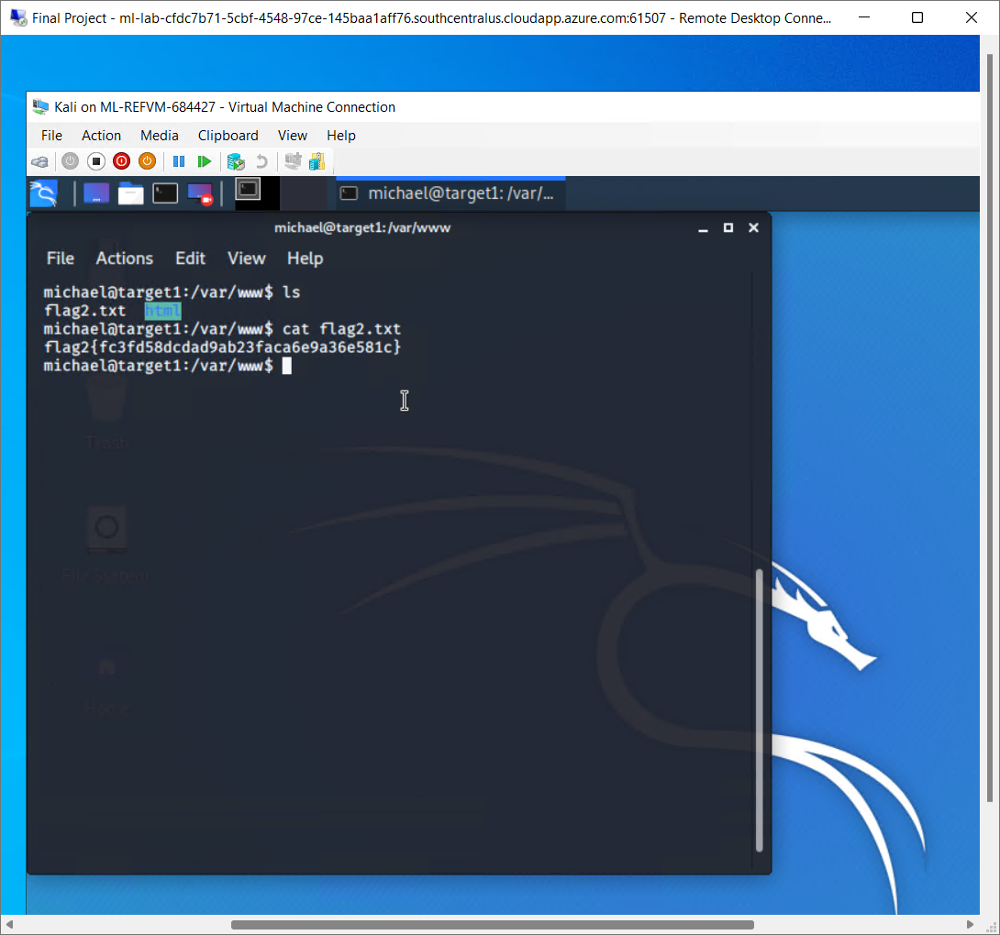 Final Project - ml-lab-cfdc7b71-5cbf-4548-97ce-145baa1aff76.southcentralus.cloudapp.azure.com:61507 - Remote Desktop Conne...
Kali on ML-REFVM-684427 - Virtual Machine Connection
File Action Media Clipboard View Help
michael@target1: /var/...
michael@target1:/var/www
File Actions Edit View Help
michael@target1:/var/www$ ls
flag2.txt html
michael@target1:/var/www$ cat flag2.txt
flag2{fc3fd58dcdad9ab23faca6e9a36e581c}
michael@target1:/var/www$
Trash
File System
Home